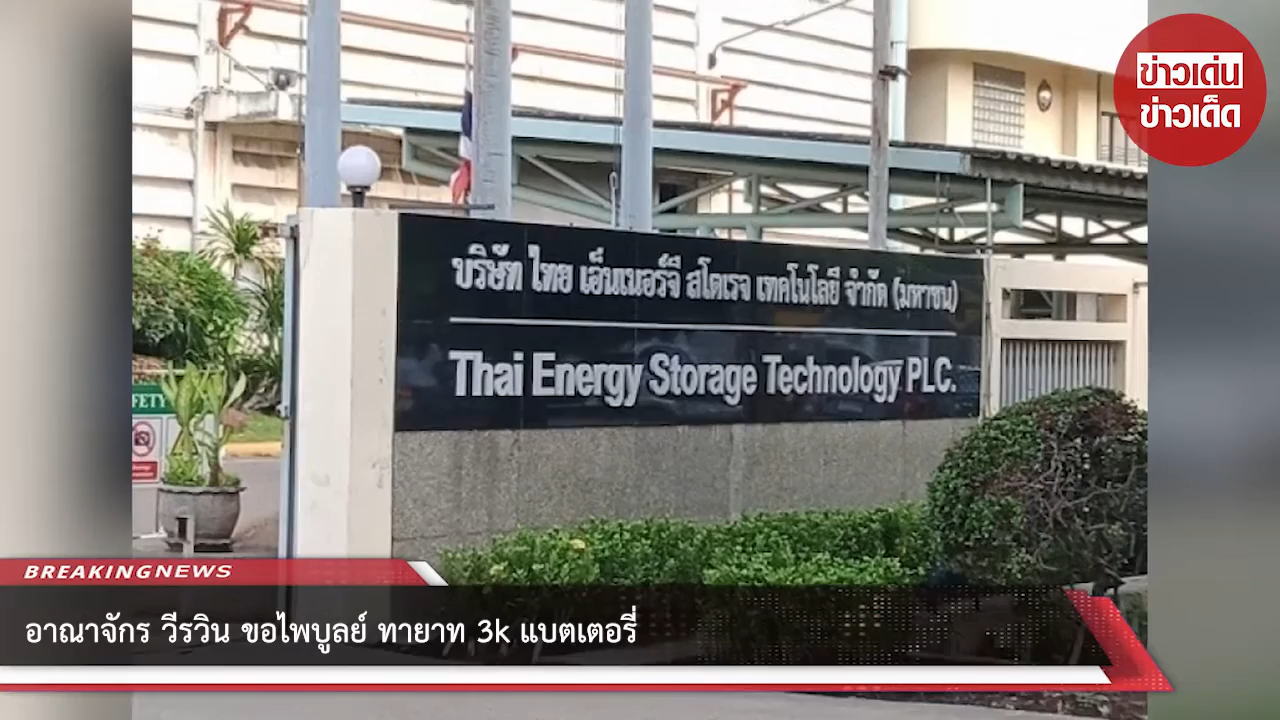 ข่าวเด่น
ข่าวเด็ด
บริษัท ไทย เอ็นเนอร์จี สโตเรจ เทคโนโลยี จำกัด (มหาชน)
Thai Energy Storage Technology PLC.
FETY
BREAKINGNEWS
อาณาจักร วีรวิน ขอไพบูลย์ ทายาท 3k แบตเตอรี่